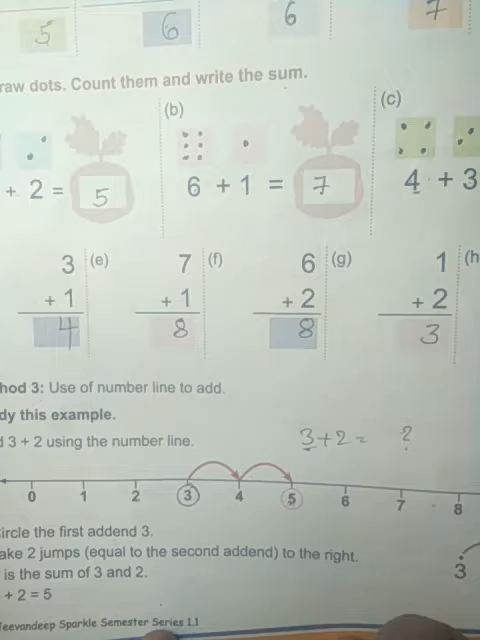 5 6 6 7
raw dots. Count them and write the sum.
(b) (c)
+ 2 = 5 6 + 1 = 7 4 + 3
3 (e) 7 (f) 6 (g) 1 (h
+ 1 + 1 + 2 + 2
4 8 8 3
hod 3: Use of number line to add.
dy this example.
d 3 + 2 using the number line. 3+2= ?
0 1 2 3 4 5 6 7 8
ircle the first addend 3.
ake 2 jumps (equal to the second addend) to the right.
is the sum of 3 and 2. 3
+ 2 = 5
Jeevandeep Sparkle Semester Series 1.1